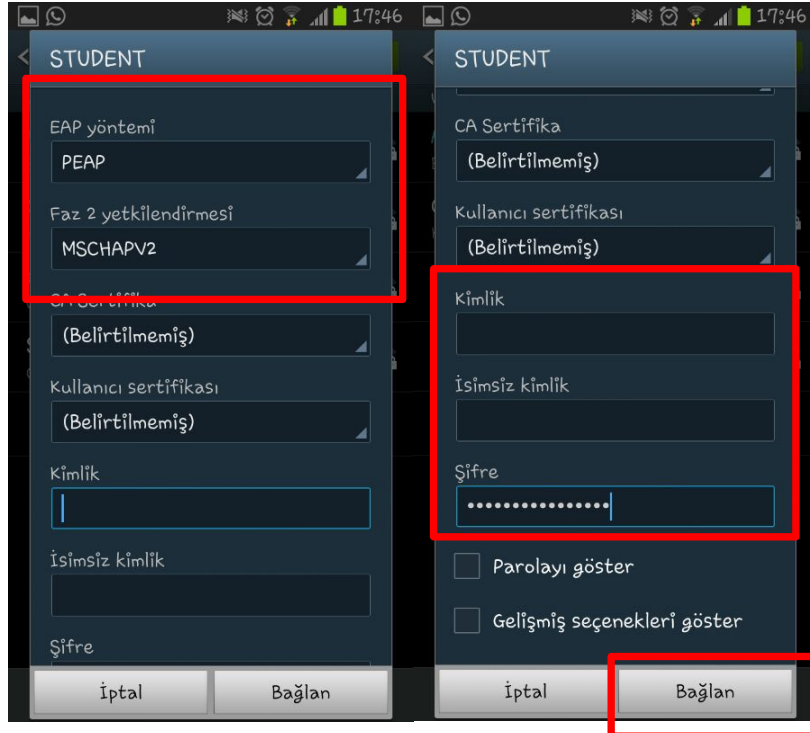 17:46
STUDENT
EAP yöntemi
PEAP
Faz 2 yetkilendirmesi
MSCHAPV2
CA Sertifika
(Belirtilmemiş)
Kullanıcı sertifikası
(Belirtilmemiş)
Kimlik
İsimsiz kimlik
Şifre
İptal
Bağlan
17:46
STUDENT
CA Sertifika
(Belirtilmemiş)
Kullanıcı sertifikası
(Belirtilmemiş)
Kimlik
İsimsiz kimlik
Şifre
••••••••••••••••
Parolayı göster
Gelişmiş seçenekleri göster
İptal
Bağlan